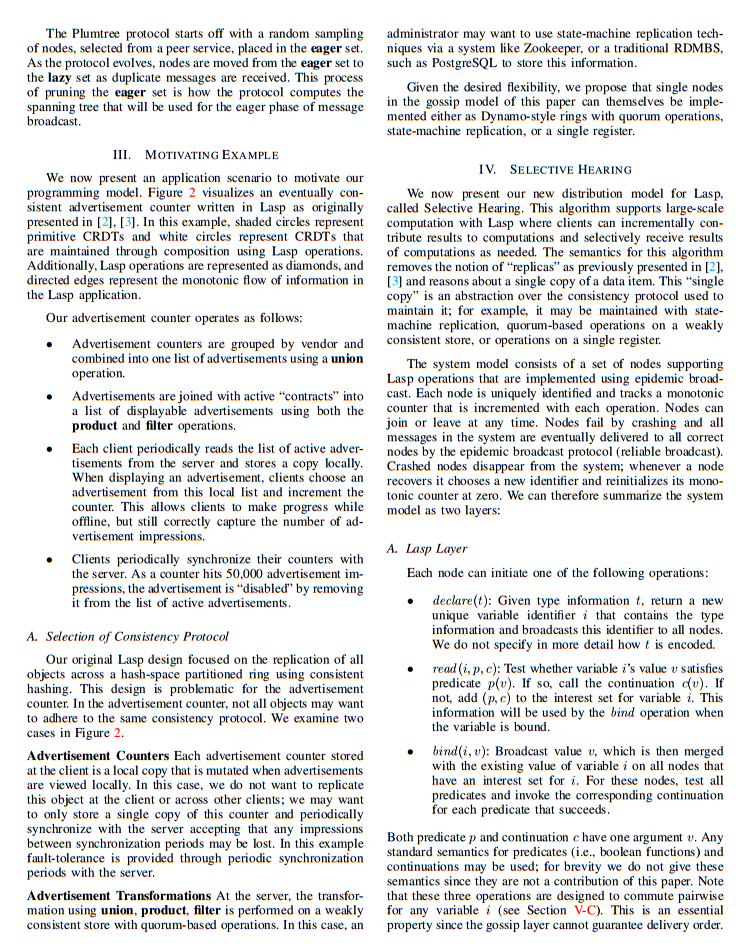 The Plumtree protocol starts off with a random sampling
of nodes, selected from a peer service, placed in the eager set.
As the protocol evolves, nodes are moved from the eager set to
the lazy set as duplicate messages are received. This process
of pruning the eager set is how the protocol computes the
spanning tree that will be used for the eager phase of message
broadcast.
III. MOTIVATING EXAMPLE
We now present an application scenario to motivate our
programming model. Figure 2 visualizes an eventually con-
sistent advertisement counter written in Lasp as originally
presented in [2], [3]. In this example, shaded circles represent
primitive CRDTs and white circles represent CRDTs that
are maintained through composition using Lasp operations.
Additionally, Lasp operations are represented as diamonds, and
directed edges represent the monotonic flow of information in
the Lasp application.
Our advertisement counter operates as follows:
• Advertisement counters are grouped by vendor and
combined into one list of advertisements using a union
operation.
• Advertisements are joined with active “contracts” into
a list of displayable advertisements using both the
product and filter operations.
• Each client periodically reads the list of active adver-
tisements from the server and stores a copy locally.
When displaying an advertisement, clients choose an
advertisement from this local list and increment the
counter. This allows clients to make progress while
offline, but still correctly capture the number of ad-
vertisement impressions.
• Clients periodically synchronize their counters with
the server. As a counter hits 50,000 advertisement im-
pressions, the advertisement is “disabled” by removing
it from the list of active advertisements.
A. Selection of Consistency Protocol
Our original Lasp design focused on the replication of all
objects across a hash-space partitioned ring using consistent
hashing. This design is problematic for the advertisement
counter. In the advertisement counter, not all objects may want
to adhere to the same consistency protocol. We examine two
cases in Figure 2.
Advertisement Counters Each advertisement counter stored
at the client is a local copy that is mutated when advertisements
are viewed locally. In this case, we do not want to replicate
this object at the client or across other clients; we may want
to only store a single copy of this counter and periodically
synchronize with the server accepting that any impressions
between synchronization periods may be lost. In this example
fault-tolerance is provided through periodic synchronization
periods with the server.
Advertisement Transformations At the server, the transfor-
mation using union, product, filter is performed on a weakly
consistent store with quorum-based operations. In this case, an
administrator may want to use state-machine replication tech-
niques via a system like Zookeeper, or a traditional RDMBS,
such as PostgreSQL to store this information.
Given the desired flexibility, we propose that single nodes
in the gossip model of this paper can themselves be imple-
mented either as Dynamo-style rings with quorum operations,
state-machine replication, or a single register.
IV. SELECTIVE HEARING
We now present our new distribution model for Lasp,
called Selective Hearing. This algorithm supports large-scale
computation with Lasp where clients can incrementally con-
tribute results to computations and selectively receive results
of computations as needed. The semantics for this algorithm
removes the notion of “replicas” as previously presented in [2],
[3] and reasons about a single copy of a data item. This “single
copy” is an abstraction over the consistency protocol used to
maintain it; for example, it may be maintained with state-
machine replication, quorum-based operations on a weakly
consistent store, or operations on a single register.
The system model consists of a set of nodes supporting
Lasp operations that are implemented using epidemic broad-
cast. Each node is uniquely identified and tracks a monotonic
counter that is incremented with each operation. Nodes can
join or leave at any time. Nodes fail by crashing and all
messages in the system are eventually delivered to all correct
nodes by the epidemic broadcast protocol (reliable broadcast).
Crashed nodes disappear from the system; whenever a node
recovers it chooses a new identifier and reinitializes its mono-
tonic counter at zero. We can therefore summarize the system
model as two layers:
A. Lasp Layer
Each node can initiate one of the following operations:
• declare(t): Given type information t, return a new
unique variable identifier i that contains the type
information and broadcasts this identifier to all nodes.
We do not specify in more detail how t is encoded.
• read(i, p, c): Test whether variable i’s value v satisfies
predicate p(v). If so, call the continuation c(v). If
not, add (p, c) to the interest set for variable i. This
information will be used by the bind operation when
the variable is bound.
• bind(i, v): Broadcast value v, which is then merged
with the existing value of variable i on all nodes that
have an interest set for i. For these nodes, test all
predicates and invoke the corresponding continuation
for each predicate that succeeds.
Both predicate p and continuation c have one argument v. Any
standard semantics for predicates (i.e., boolean functions) and
continuations may be used; for brevity we do not give these
semantics since they are not a contribution of this paper. Note
that these three operations are designed to commute pairwise
for any variable i (see Section V-C). This is an essential
property since the gossip layer cannot guarantee delivery order.